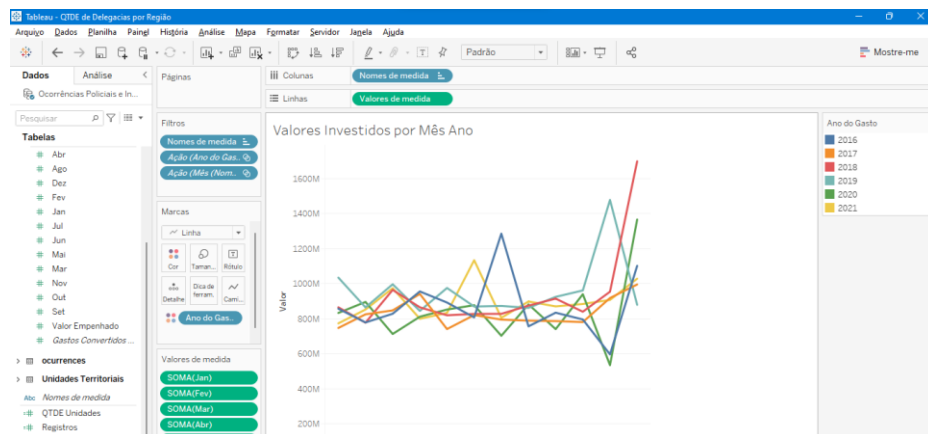 Tableau - QTDE de Delegacias por Região
Arquivo Dados Planilha Painel História Análise Mapa Formatar Servidor Janela Ajuda
Padrão
Mostre-me
Dados Análise
Ocorrências Policiais e In...
Pesquisar
Tabelas
Abr
Ago
Dez
Fev
Jan
Jul
Jun
Mai
Mar
Nov
Out
Set
Valor Empenhado
Gastos Convertidos ...
ocurrences
Unidades Territoriais
Abc Nomes de medida
QTDE Unidades
Registros
Páginas
Filtros
Nomes de medida
Ação (Ano do Gas..
Ação (Mês (Nom..
Marcas
Linha
Cor Taman... Rótulo
Detalhe Dica de ferram. Cami...
Ano do Gas..
Valores de medida
SOMA(Jan)
SOMA(Fev)
SOMA(Mar)
SOMA(Abr)
Colunas Nomes de medida
Linhas Valores de medida
Valores Investidos por Mês Ano
1600M
1400M
1200M
1000M
800M
600M
400M
200M
Valor
Ano do Gasto
2016
2017
2018
2019
2020
2021